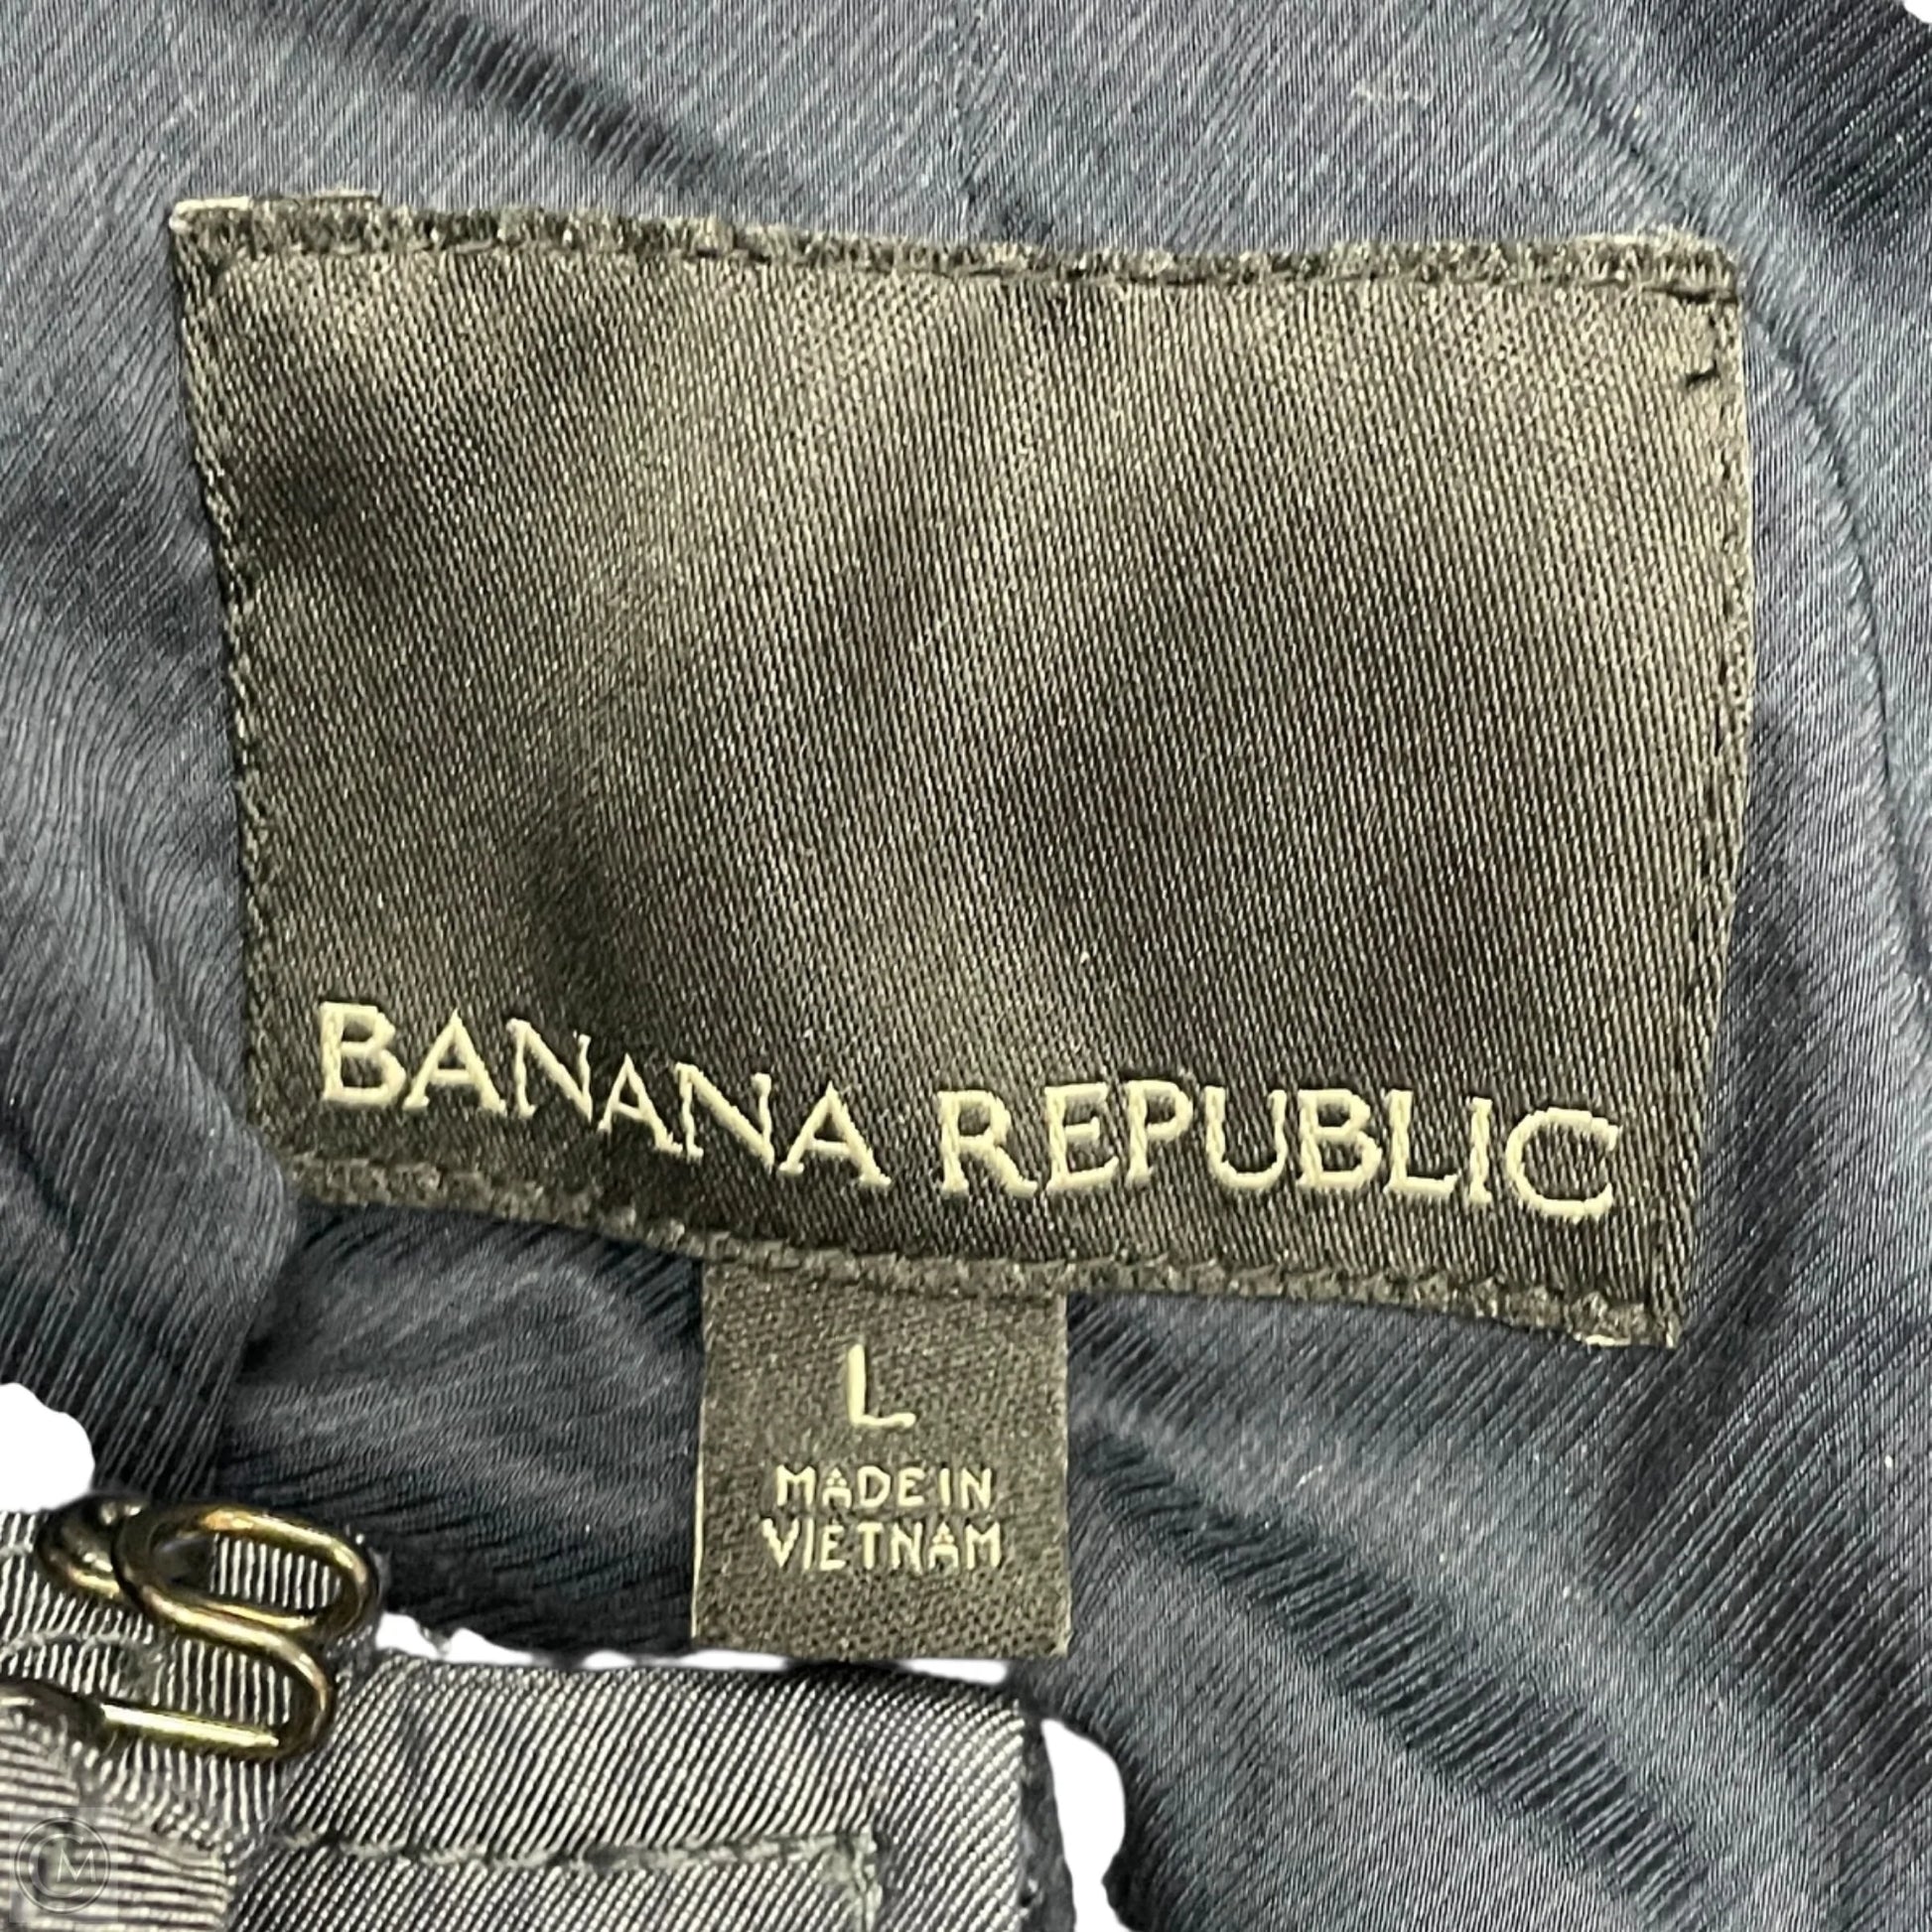 BANANA REPUBLIC
L
MADE IN
VIETNAM